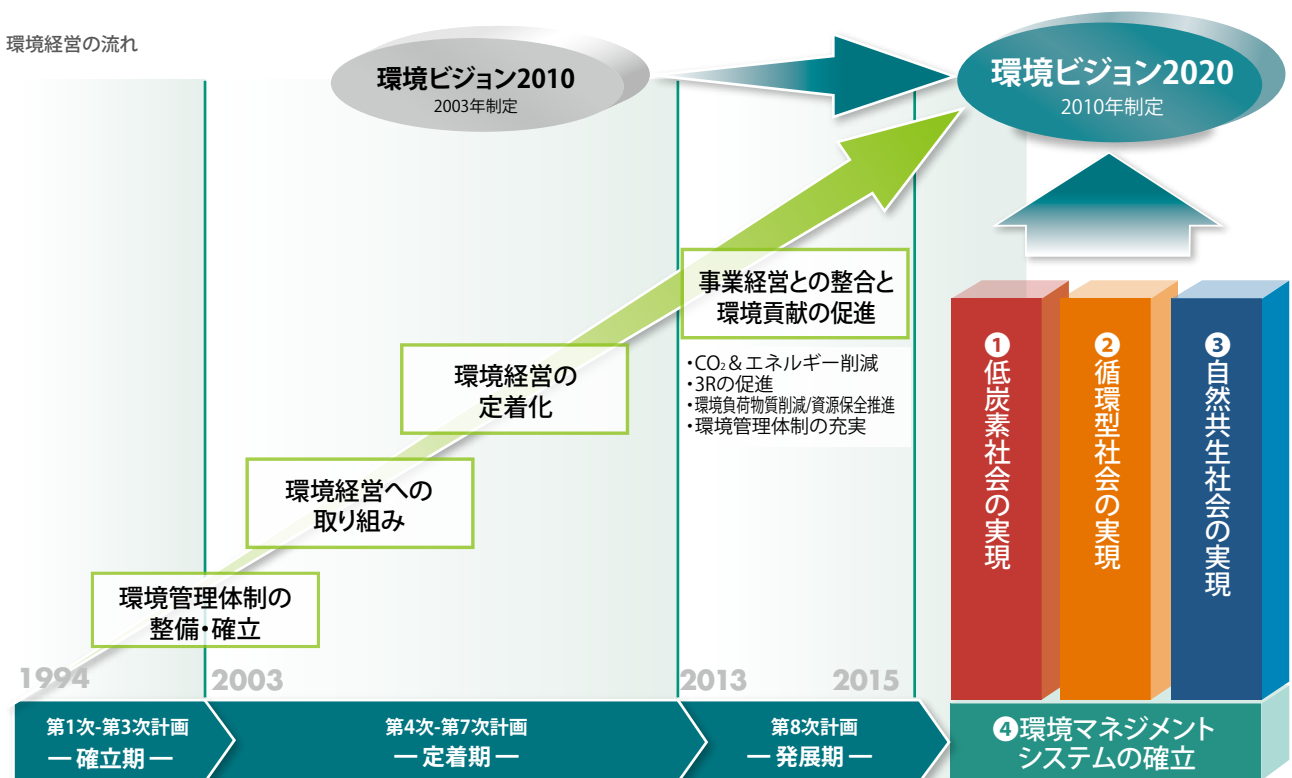 環境経営の流れ
環境ビジョン2010
2003年制定
環境ビジョン2020
2010年制定
事業経営との整合と
環境貢献の促進
・CO₂&エネルギー削減
・3Rの促進
・環境負荷物質削減/資源保全推進
・環境管理体制の充実
環境経営の
定着化
環境経営への
取り組み
環境管理体制の
整備・確立
❶低炭素社会の実現
❷循環型社会の実現
❸自然共生社会の実現
1994
2003
2013
2015
第1次-第3次計画
― 確立期 ―
第4次-第7次計画
― 定着期 ―
第8次計画
― 発展期 ―
❹環境マネジメント
システムの確立